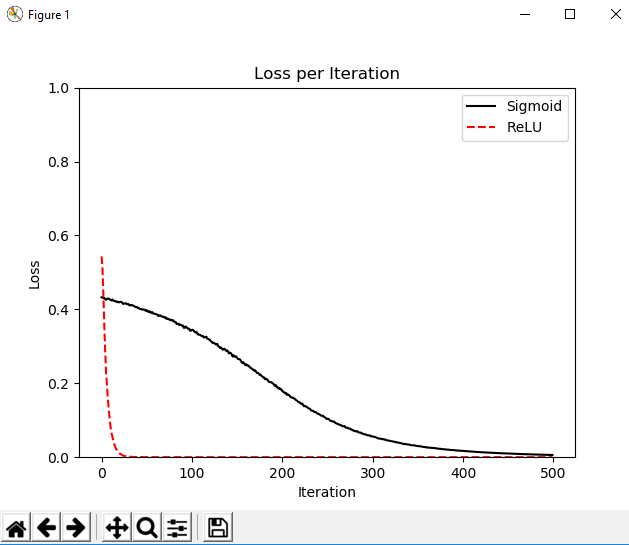 Figure 1
Loss per Iteration
Sigmoid
ReLU
1.0
0.8
0.6
0.4
0.2
0.0
Loss
0 100 200 300 400 500
Iteration